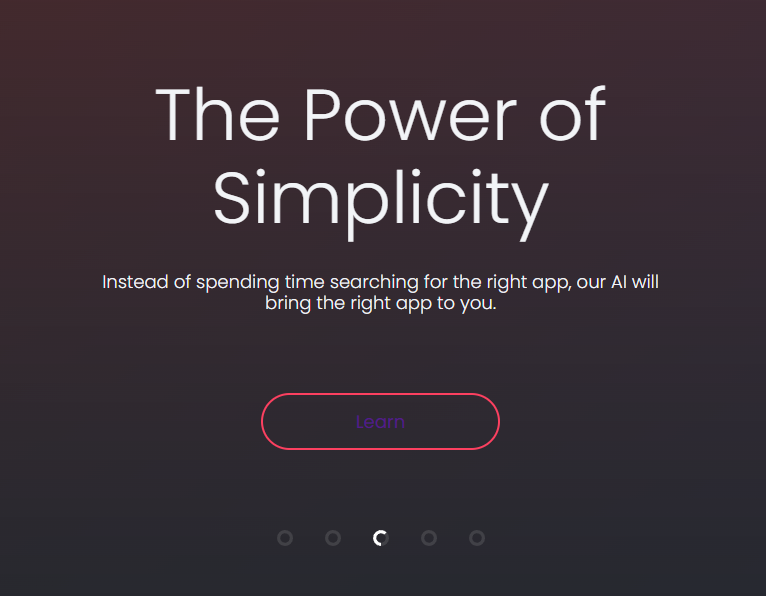 The Power of
Simplicity
Instead of spending time searching for the right app, our AI will
bring the right app to you.
Learn